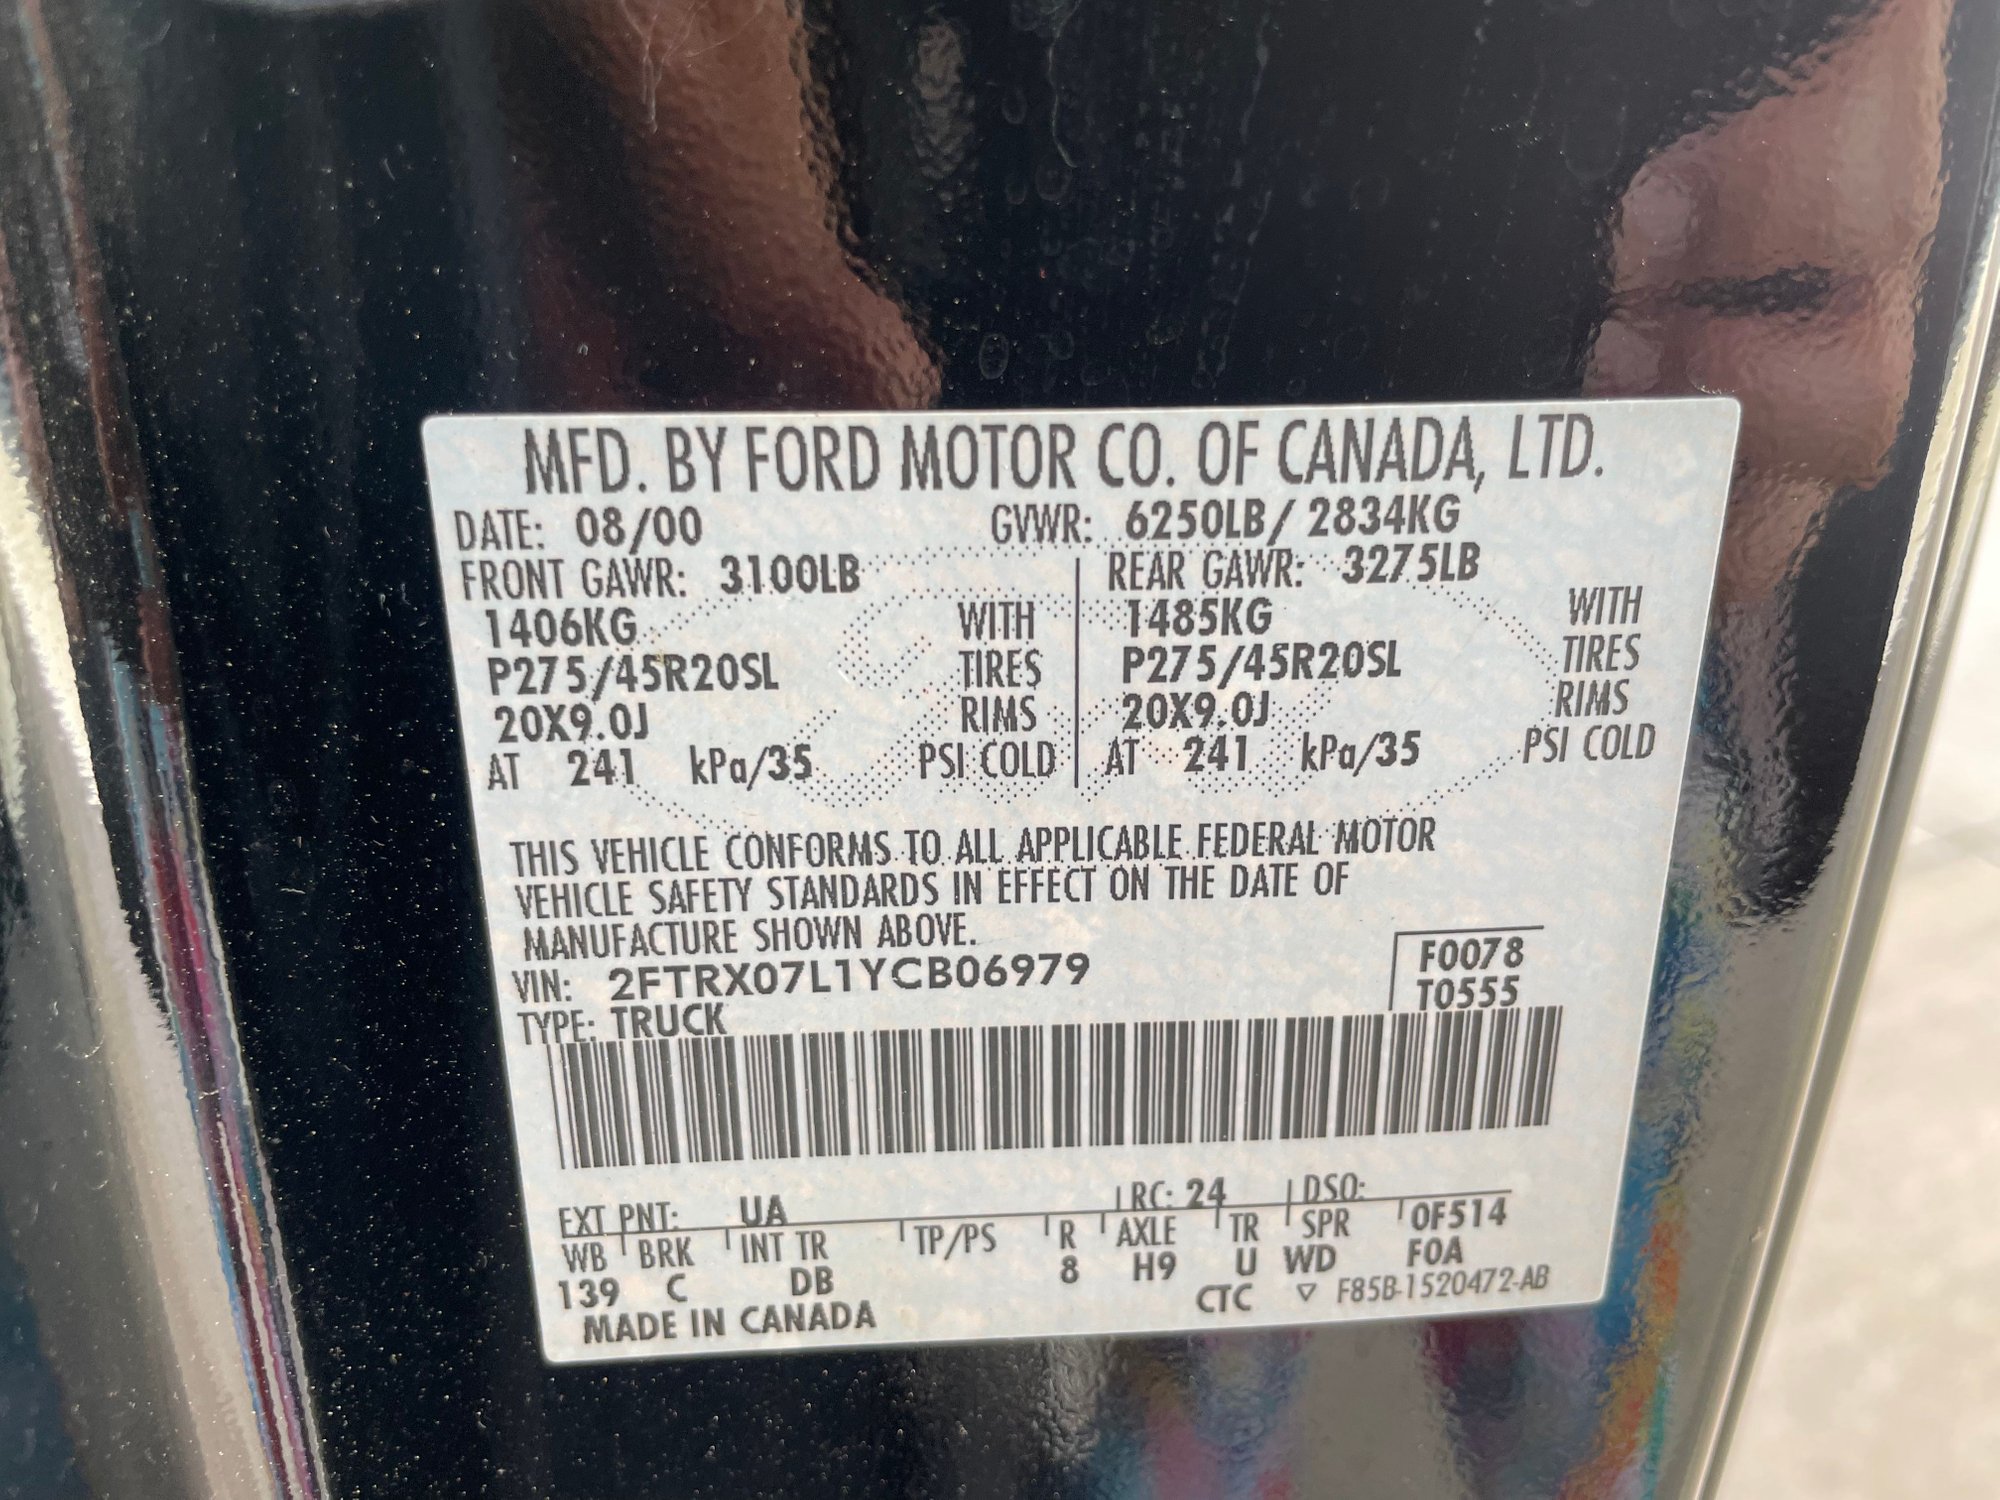 MFD. BY FORD MOTOR CO. OF CANADA, LTD.
DATE: 08/00 GVWR: 6250LB/ 2834KG
FRONT GAWR: 3100LB REAR GAWR: 3275LB
1406KG WITH 1485KG WITH
P275/45R20SL TIRES P275/45R20SL TIRES
20X9.0J RIMS 20X9.0J RIMS
AT 241 kPa/35 PSI COLD AT 241 kPa/35 PSI COLD
THIS VEHICLE CONFORMS TO ALL APPLICABLE FEDERAL MOTOR
VEHICLE SAFETY STANDARDS IN EFFECT ON THE DATE OF
MANUFACTURE SHOWN ABOVE.
VIN: 2FTRX07L1YCB06979 F0078
TYPE: TRUCK T0555
EXT PNT: UA RC: 24 DSO:
WB BRK INT TR TP/PS R AXLE TR SPR 0F514
139 C DB 8 H9 U WD F0A
MADE IN CANADA CTC ▽ F85B-1520472-AB